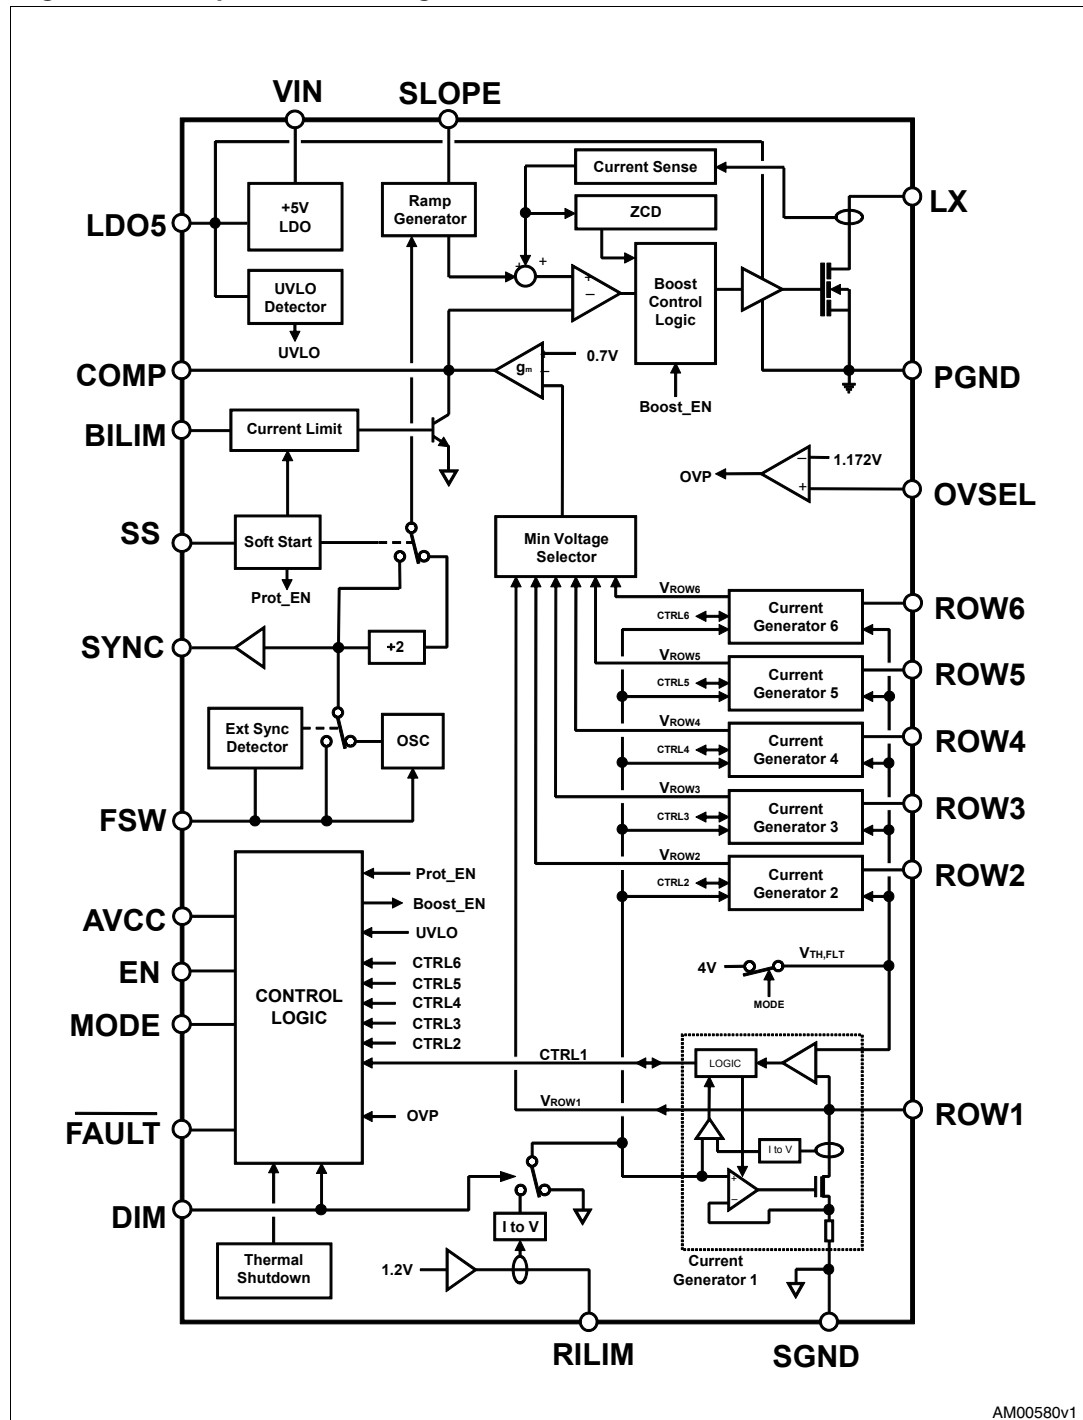 VIN
SLOPE
Current Sense
+5V
LDO
Ramp
Generator
ZCD
LX
LDO5
UVLO
Detector
Boost
Control
Logic
+
+
+
−
UVLO
COMP
gm
−
0.7V
Boost_EN
PGND
BILIM
Current Limit
OVP
−
+
1.172V
OVSEL
SS
Soft Start
Min Voltage
Selector
Prot_EN
VROW6
CTRL6
Current
Generator 6
ROW6
SYNC
+2
VROW5
CTRL5
Current
Generator 5
ROW5
Ext Sync
Detector
OSC
VROW4
CTRL4
Current
Generator 4
ROW4
FSW
VROW3
CTRL3
Current
Generator 3
ROW3
VROW2
CTRL2
Current
Generator 2
ROW2
Prot_EN
Boost_EN
AVCC
UVLO
EN
CTRL6
CTRL5
CTRL4
CTRL3
CTRL2
CONTROL
LOGIC
4V
VTH,FLT
MODE
MODE
CTRL1
LOGIC
VROW1
ROW1
FAULT
OVP
I to V
+
−
DIM
I to V
Thermal
Shutdown
1.2V
Current
Generator 1
RILIM
SGND
AM00580v1